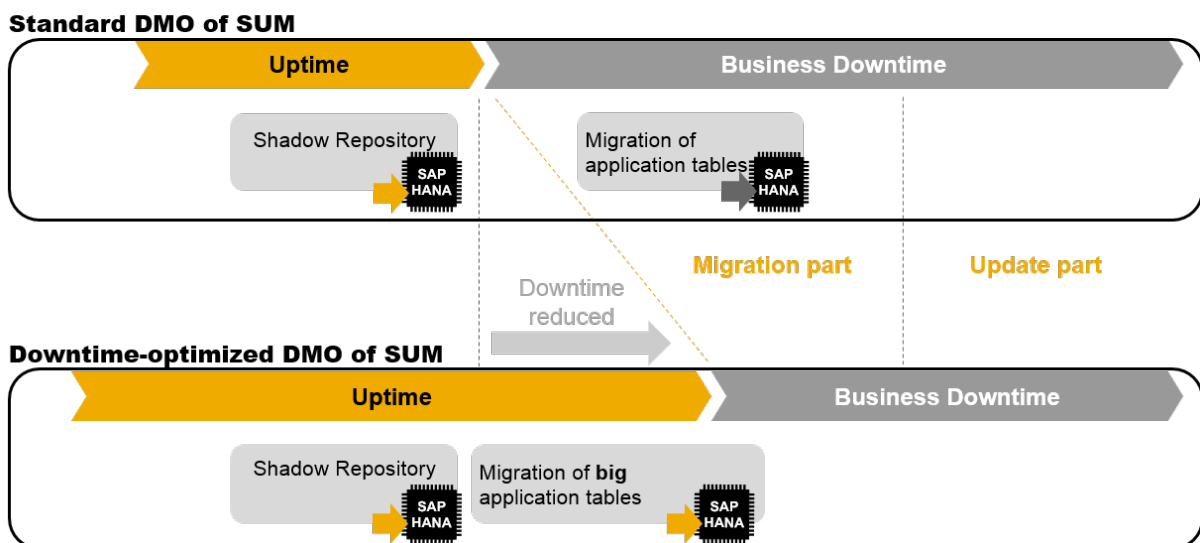 Standard DMO of SUM
Uptime
Business Downtime
Shadow Repository
SAP
HANA
Migration of
application tables
SAP
HANA
Migration part
Update part
Downtime
reduced
Downtime-optimized DMO of SUM
Uptime
Business Downtime
Shadow Repository
SAP
HANA
Migration of big
application tables
SAP
HANA